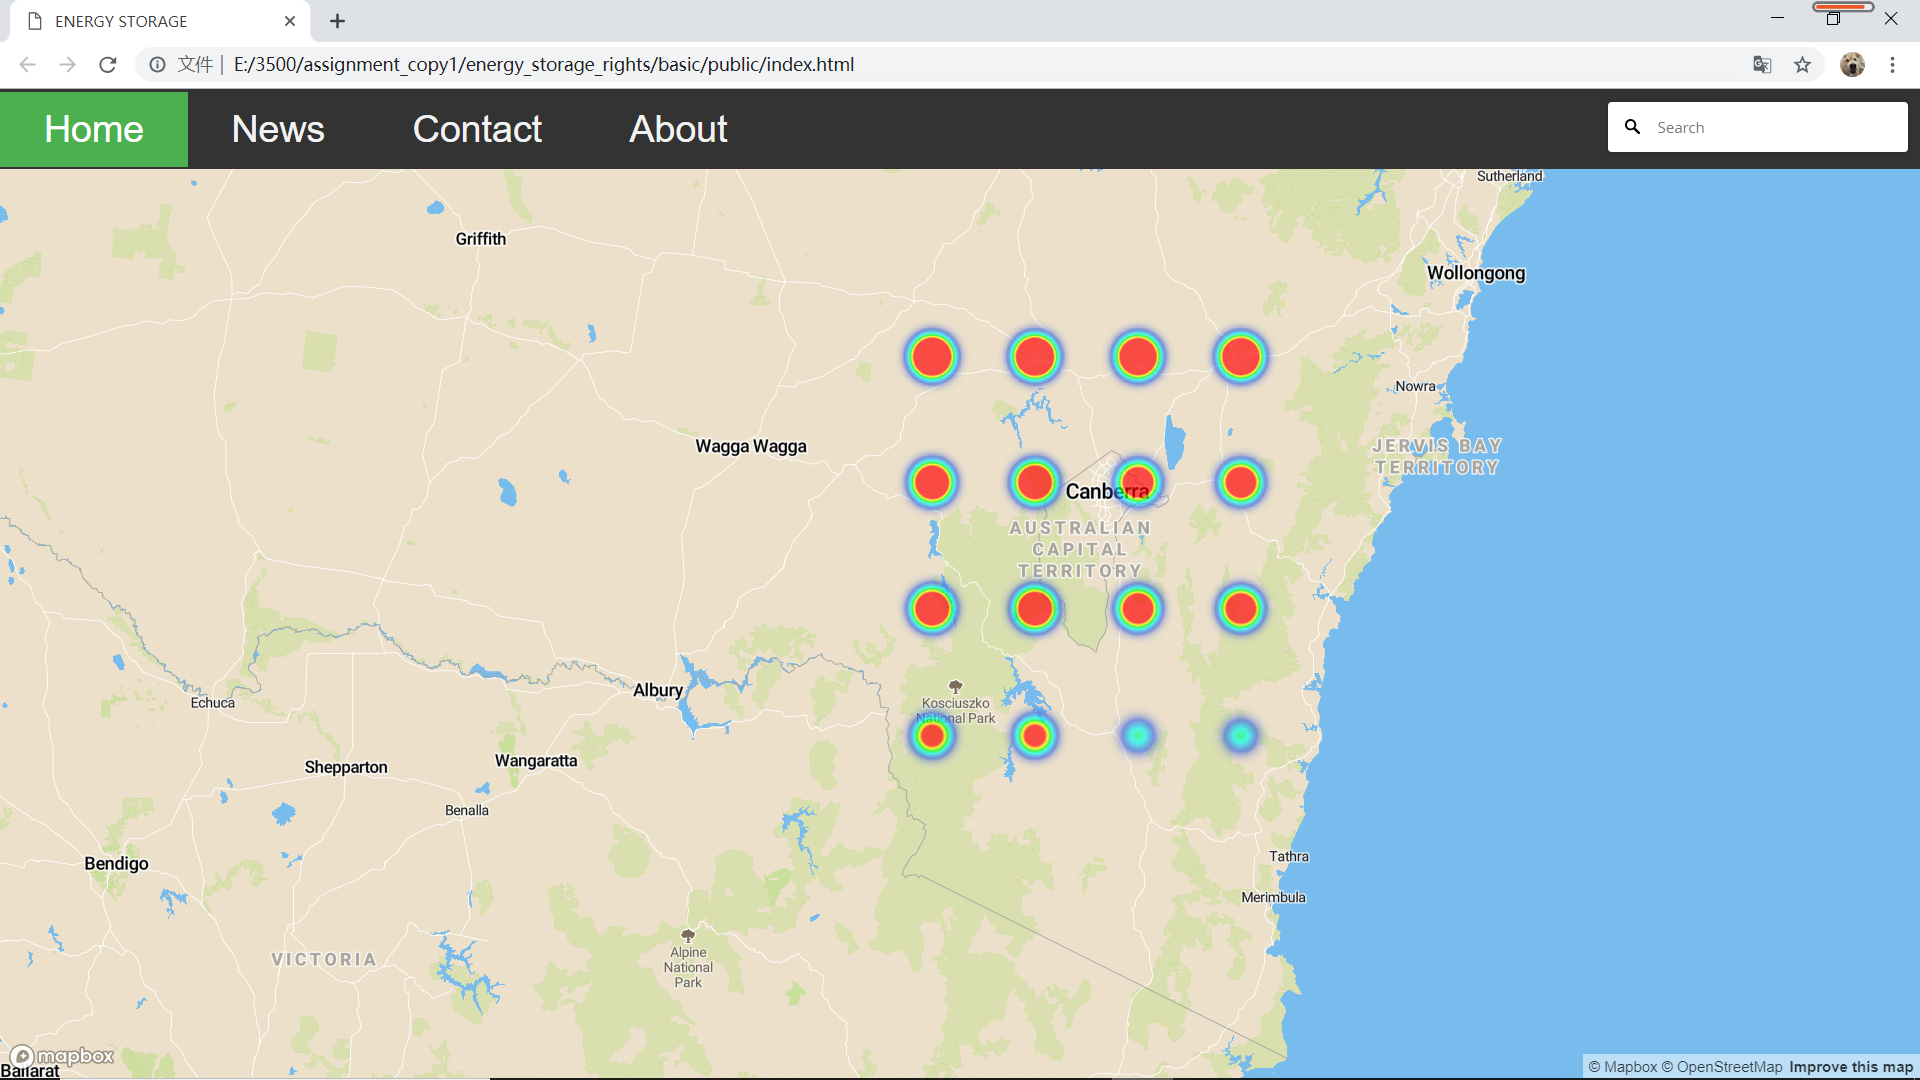 ENERGY STORAGE
文件 | E:/3500/assignment_copy1/energy_storage_rights/basic/public/index.html
Home News Contact About Search
Sutherland
Griffith
Wollongong
Nowra
Wagga Wagga
JERVIS BAY
TERRITORY
Canberra
AUSTRALIAN
CAPITAL
TERRITORY
Albury
Echuca
Kosciuszko
National Park
Wangaratta
Shepparton
Benalla
Tathra
Bendigo
Merimbula
VICTORIA
Alpine
National
Park
mapbox
Ballarat
© Mapbox © OpenStreetMap Improve this map